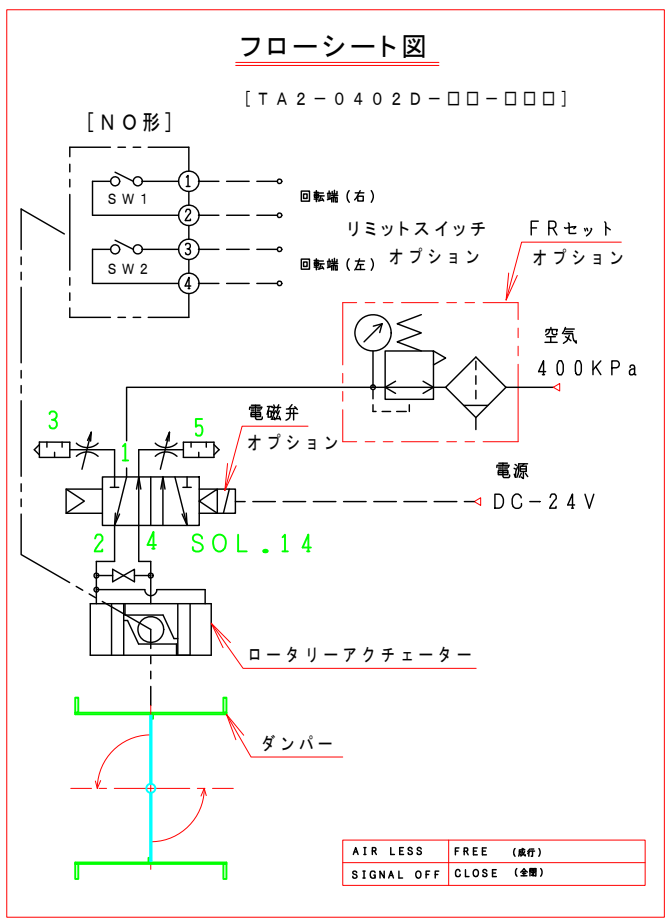 フローシート図
[TA2-0402D-□□-□□□]
[NO形]
1
SW1
2
回転端(右)
3
SW2
4
回転端(左)
リミットスイッチ
オプション
FRセット
オプション
空気
400KPa
電磁弁
オプション
3
1
5
電源
DC-24V
2
4
SOL.14
ロータリーアクチェーター
ダンパー
AIR LESS FREE (成行)
SIGNAL OFF CLOSE (全閉)